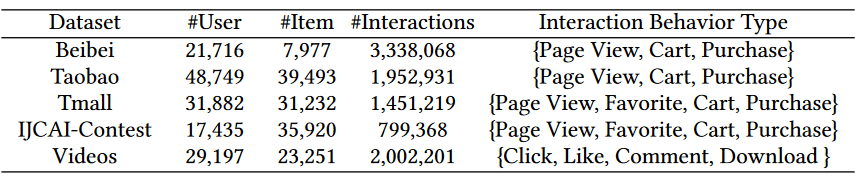 Dataset #User #Item #Interactions Interaction Behavior Type
Beibei 21,716 7,977 3,338,068 {Page View, Cart, Purchase}
Taobao 48,749 39,493 1,952,931 {Page View, Cart, Purchase}
Tmall 31,882 31,232 1,451,219 {Page View, Favorite, Cart, Purchase}
IJCAI-Contest 17,435 35,920 799,368 {Page View, Favorite, Cart, Purchase}
Videos 29,197 23,251 2,002,201 {Click, Like, Comment, Download }